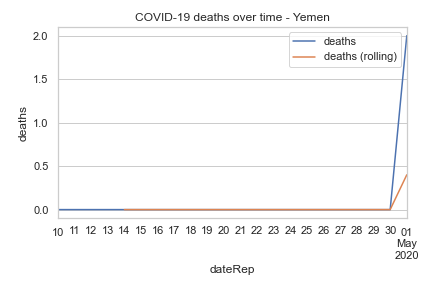 COVID-19 deaths over time - Yemen
deaths
deaths (rolling)
deaths
2.0
1.5
1.0
0.5
0.0
10 11 12 13 14 15 16 17 18 19 20 21 22 23 24 25 26 27 28 29 30 01
May
2020
dateRep